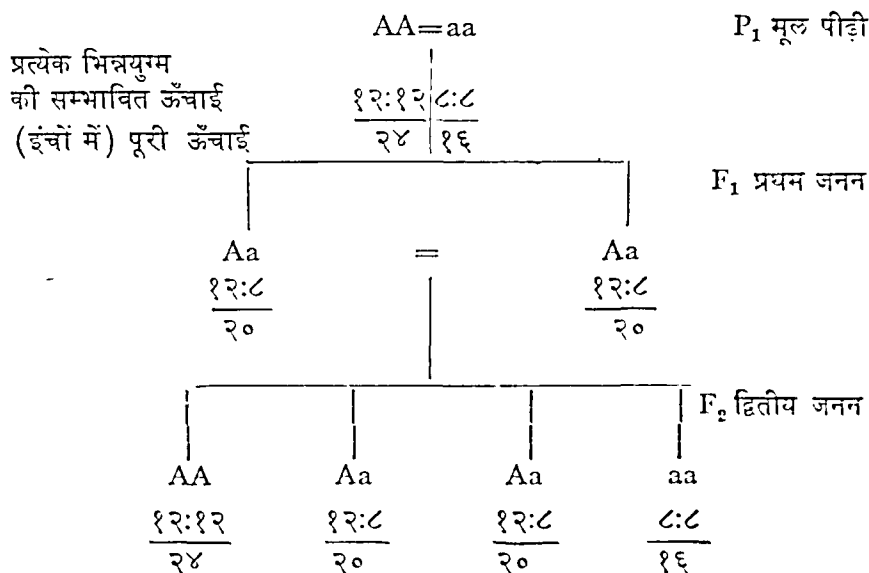 AA=aa P₁ मूल पीढ़ी
प्रत्येक भिन्नयुग्म
की सम्भावित ऊँचाई १२:१२ ८:८
(इंचों में) पूरी ऊँचाई २४ १६
F₁ प्रथम जनन
Aa = Aa
१२:८ १२:८
२० २०
F₂ द्वितीय जनन
AA Aa Aa aa
१२:१२ १२:८ १२:८ ८:८
२४ २० २० १६